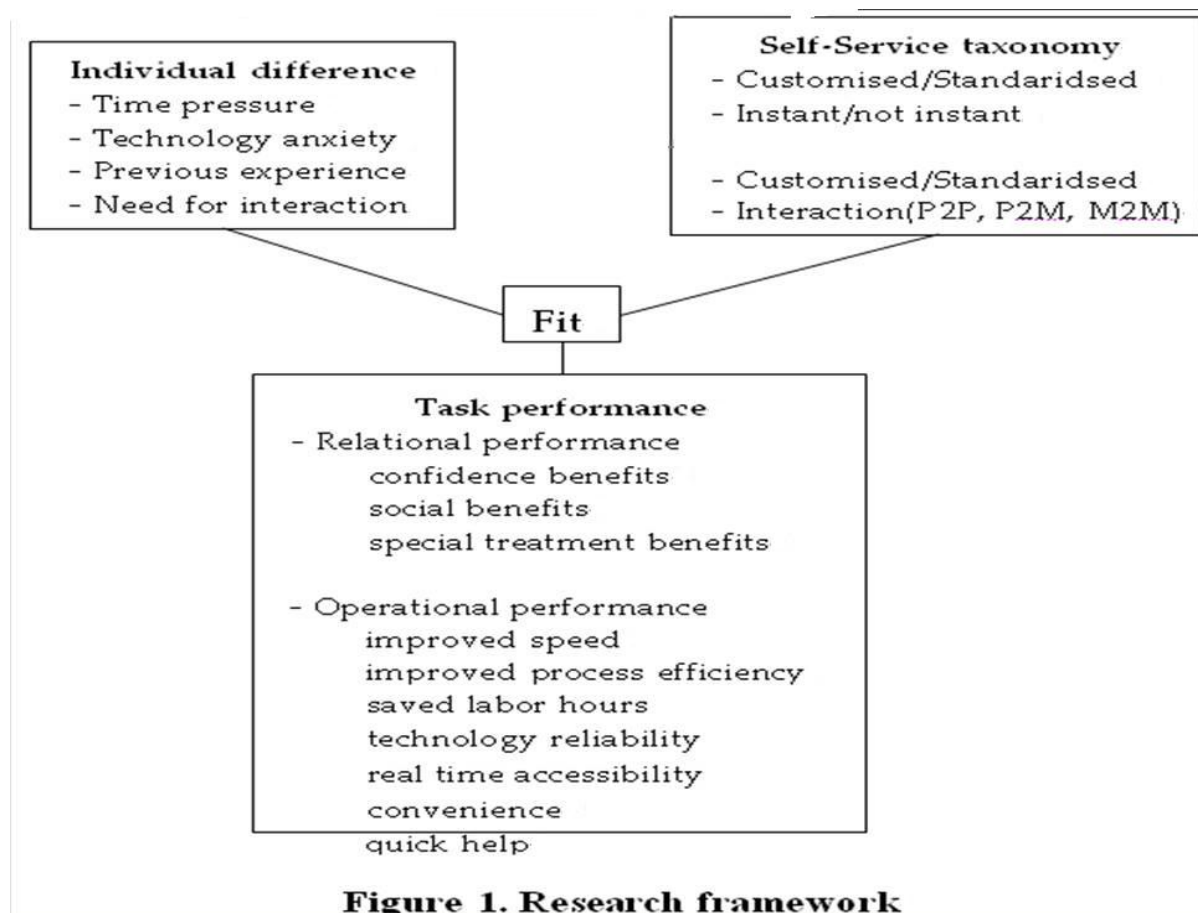 Individual difference
- Time pressure
- Technology anxiety
- Previous experience
- Need for interaction
Self-Service taxonomy
- Customised/Standaridsed
- Instant/not instant
- Customised/Standaridsed
- Interaction(P2P, P2M, M2M)
Fit
Task performance
- Relational performance
confidence benefits
social benefits
special treatment benefits
- Operational performance
improved speed
improved process efficiency
saved labor hours
technology reliability
real time accessibility
convenience
quick help
Figure 1. Research framework